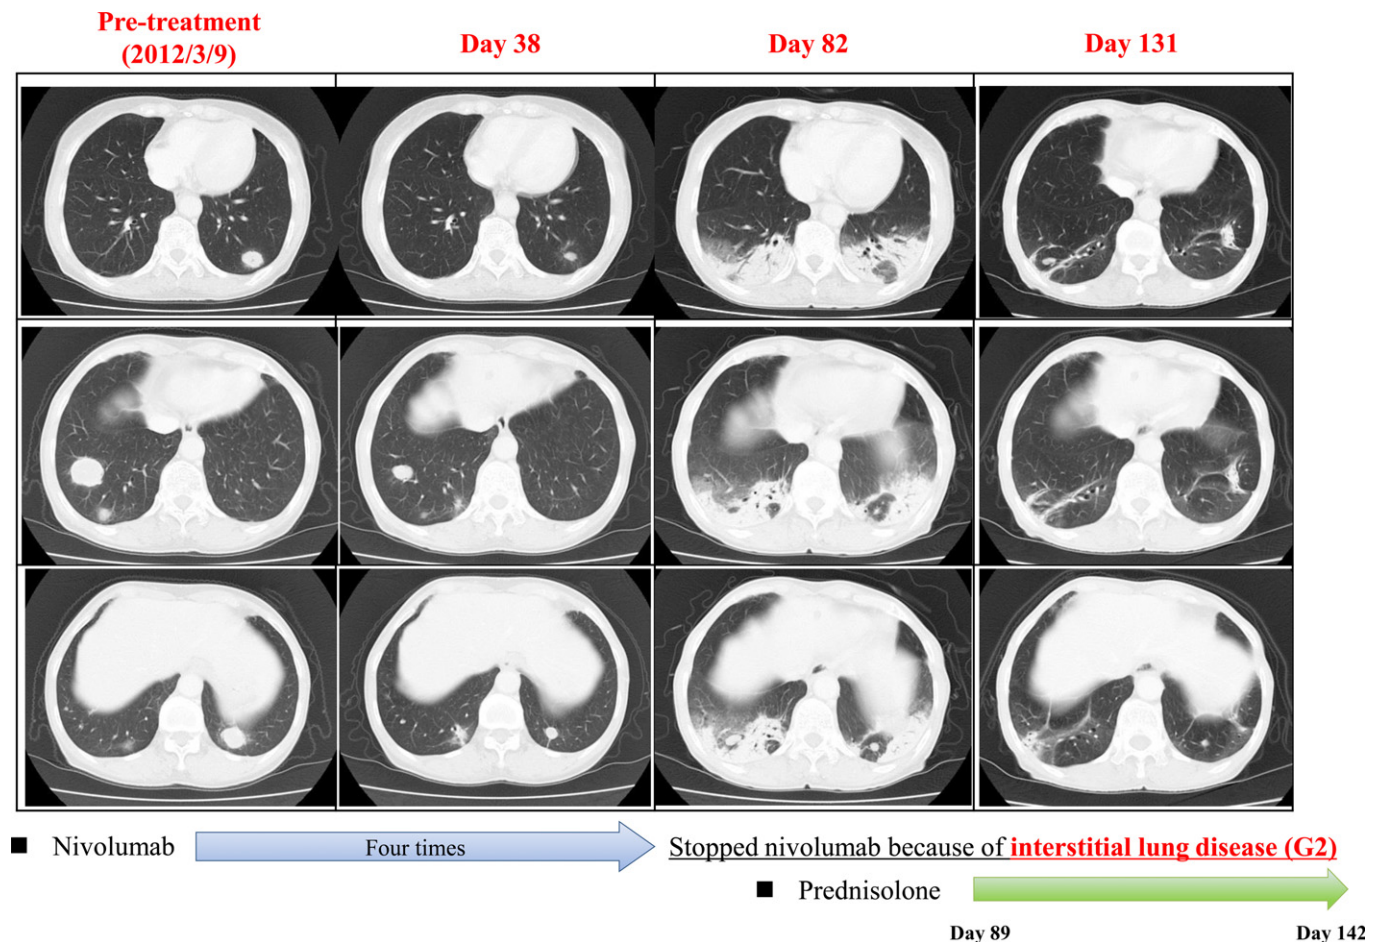 Pre-treatment
(2012/3/9)
Day 38
Day 82
Day 131
■ Nivolumab
Four times
Stopped nivolumab because of interstitial lung disease (G2)
■ Prednisolone
Day 89
Day 142